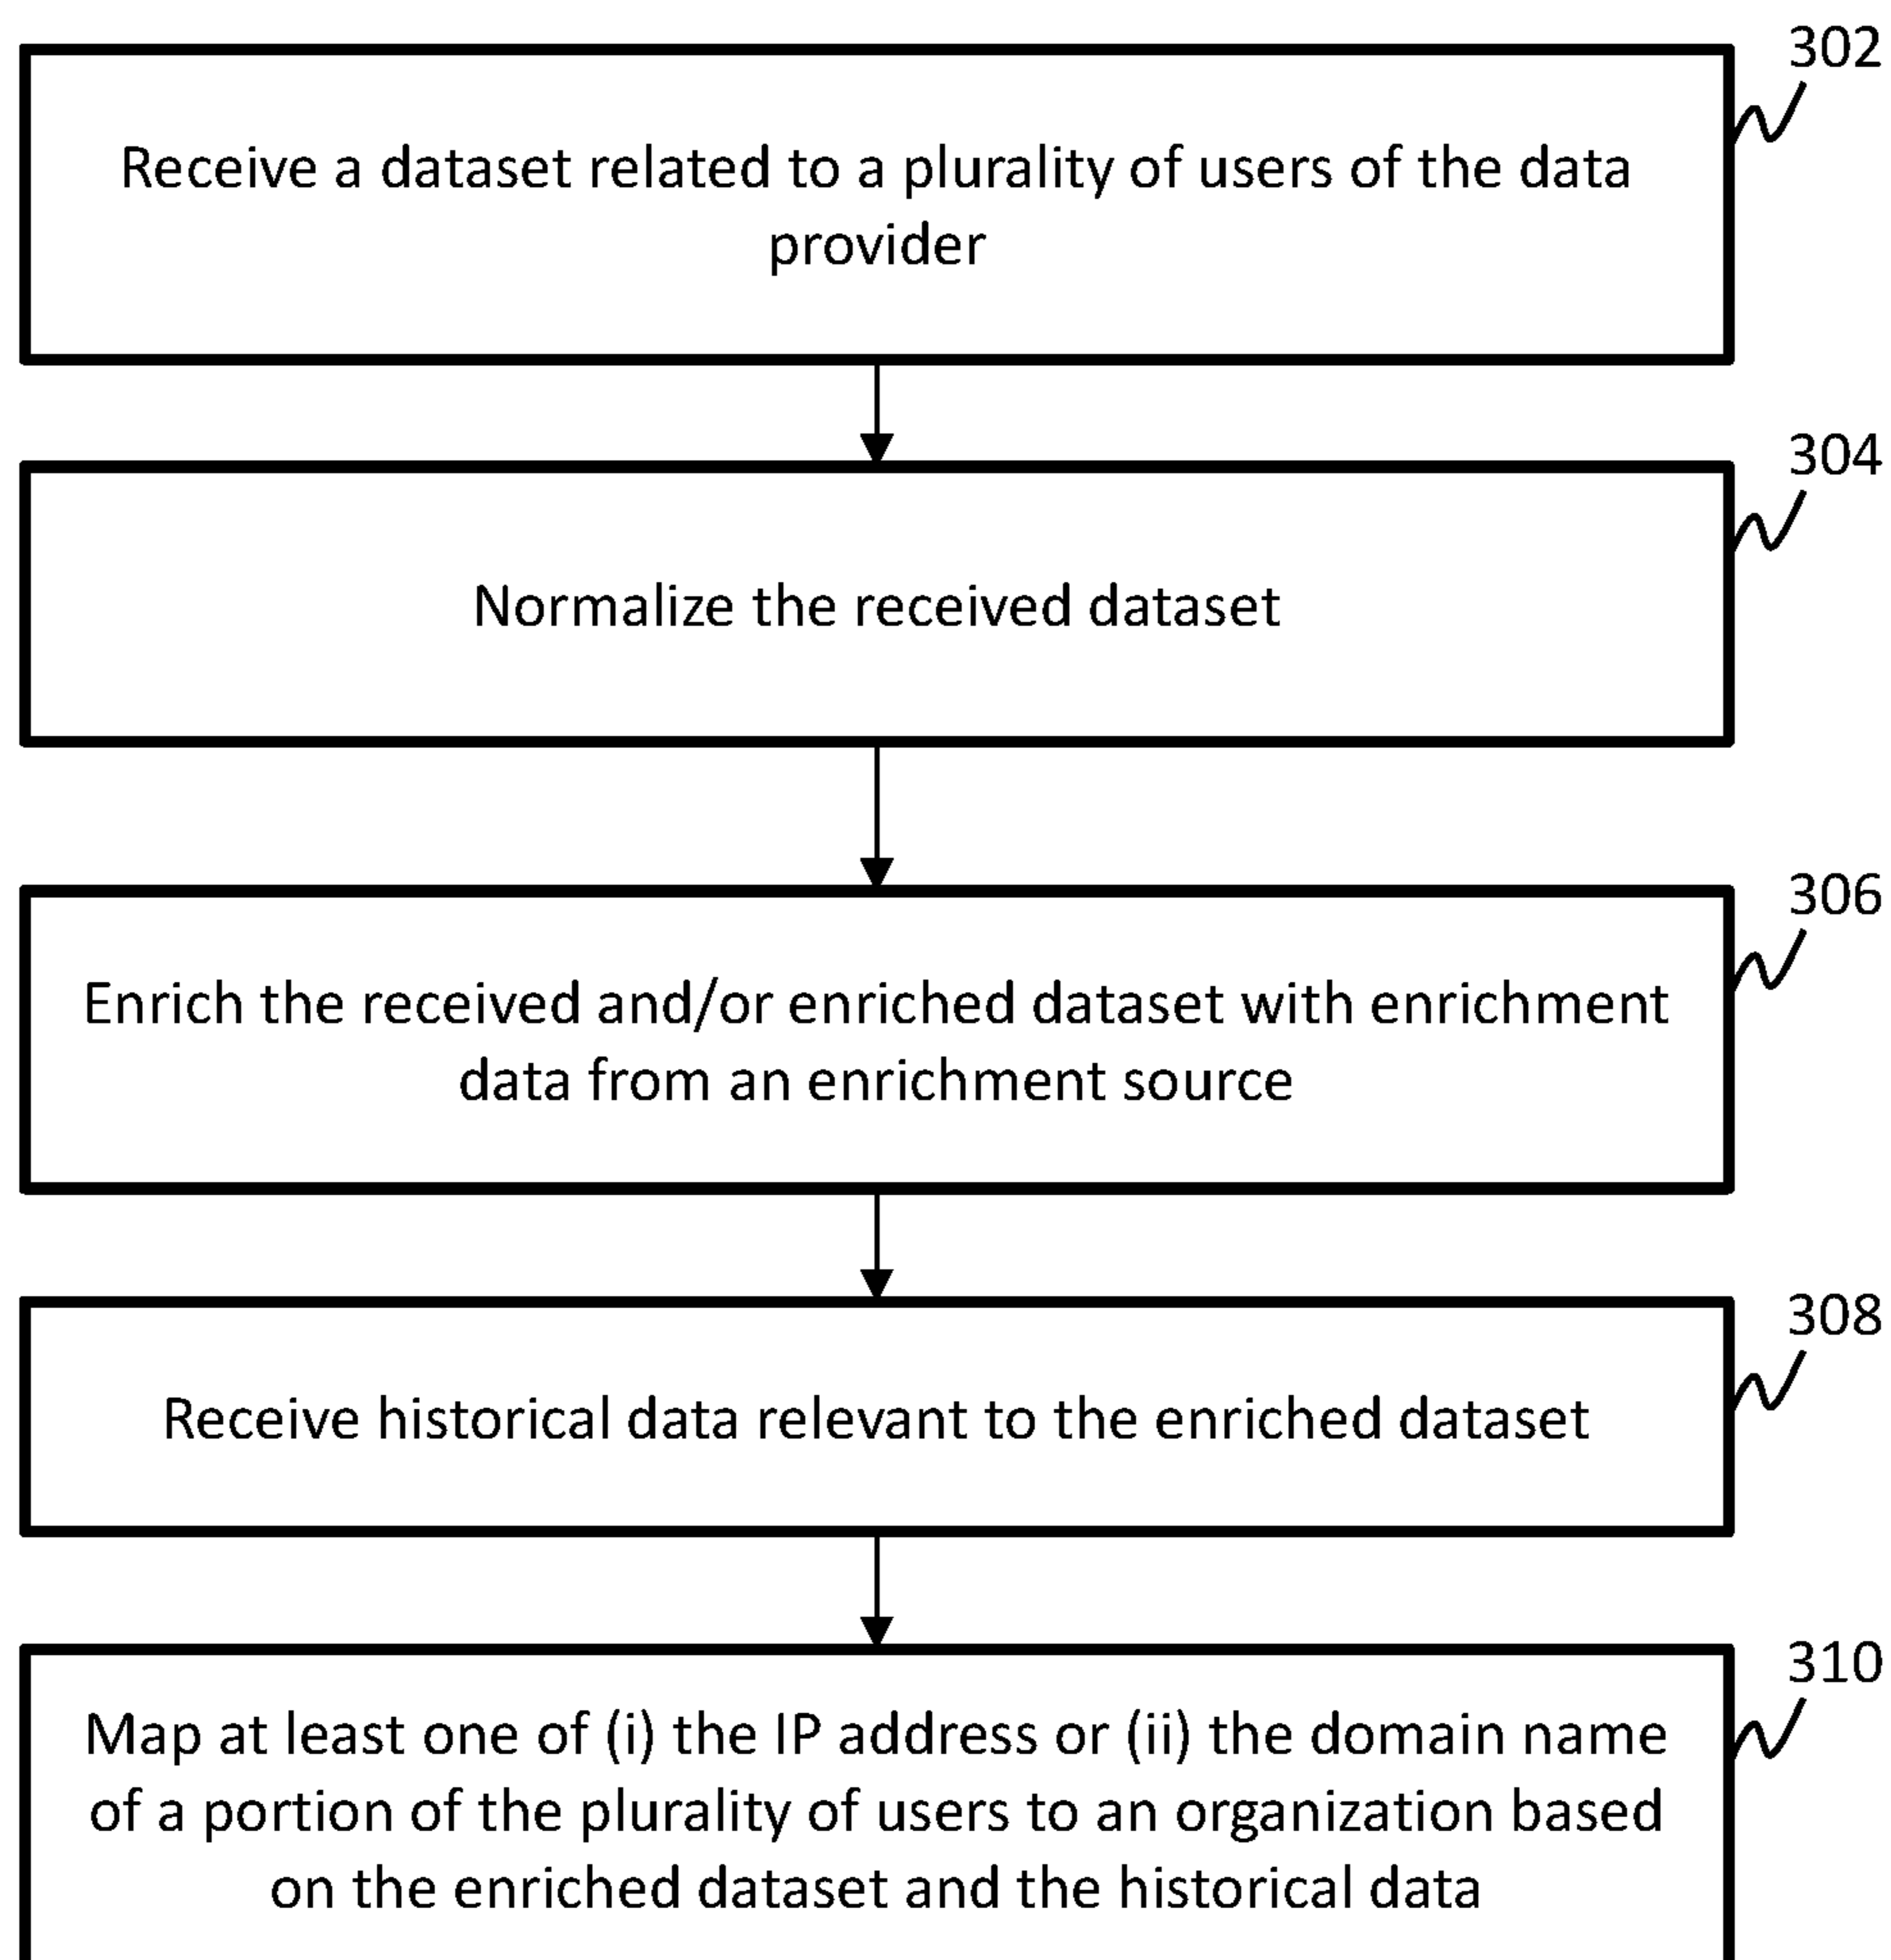 302
Receive a dataset related to a plurality of users of the data
provider
304
Normalize the received dataset
306
Enrich the received and/or enriched dataset with enrichment
data from an enrichment source
308
Receive historical data relevant to the enriched dataset
310
Map at least one of (i) the IP address or (ii) the domain name
of a portion of the plurality of users to an organization based
on the enriched dataset and the historical data